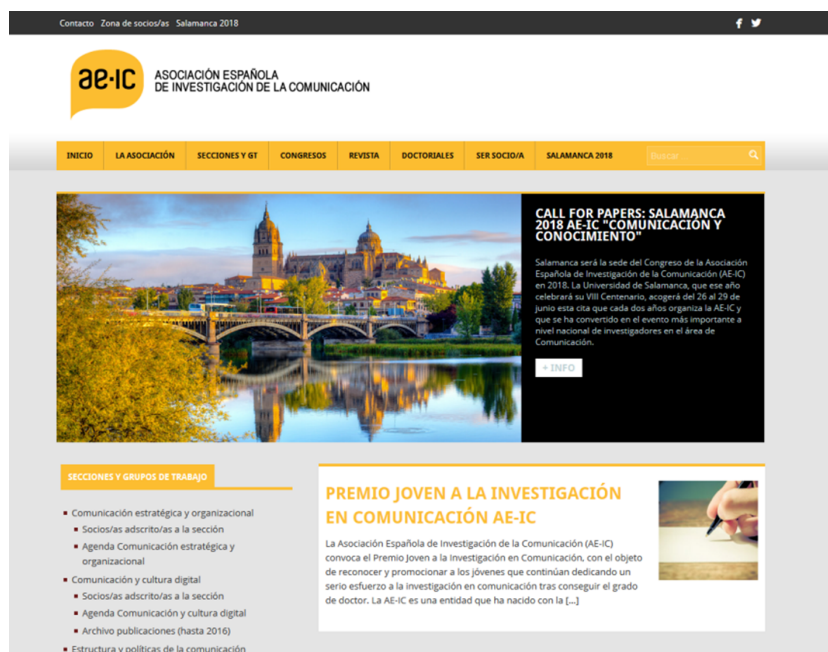 Contacto Zona de socios/as Salamanca 2018
ae·ic
ASOCIACIÓN ESPAÑOLA
DE INVESTIGACIÓN DE LA COMUNICACIÓN
INICIO LA ASOCIACIÓN SECCIONES Y GT CONGRESOS REVISTA DOCTORIALES SER SOCIO/A SALAMANCA 2018 Buscar
CALL FOR PAPERS: SALAMANCA
2018 AE-IC "COMUNICACIÓN Y
CONOCIMIENTO"
Salamanca será la sede del Congreso de la Asociación
Española de Investigación de la Comunicación (AE-IC)
en 2018. La Universidad de Salamanca, que ese año
celebrará su VIII Centenario, acogerá del 26 al 29 de
junio esta cita que cada dos años organiza la AE-IC y
que se ha convertido en el evento más importante a
nivel nacional de investigadores en el área de
Comunicación.
+ INFO
SECCIONES Y GRUPOS DE TRABAJO
Comunicación estratégica y organizacional
Socios/as adscrito/as a la sección
Agenda Comunicación estratégica y
organizacional
Comunicación y cultura digital
Socios/as adscrito/as a la sección
Agenda Comunicación y cultura digital
Archivo publicaciones (hasta 2016)
Estructura y políticas de la comunicación
PREMIO JOVEN A LA INVESTIGACIÓN
EN COMUNICACIÓN AE-IC
La Asociación Española de Investigación de la Comunicación (AE-IC)
convoca el Premio Joven a la Investigación en Comunicación, con el objeto
de reconocer y promocionar a los jóvenes que continúan dedicando un
serio esfuerzo a la investigación en comunicación tras conseguir el grado
de doctor. La AE-IC es una entidad que ha nacido con la [...]